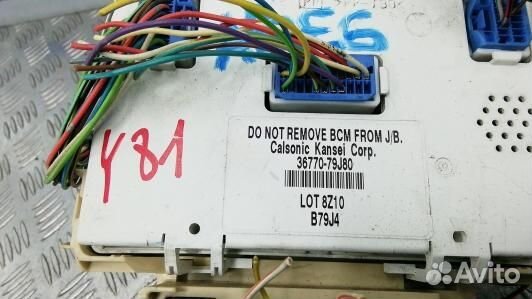 DO NOT REMOVE BCM FROM J/B.
Calsonic Kansei Corp.
36770-79J80
LOT 8Z10
B79J4
Y81
Avito